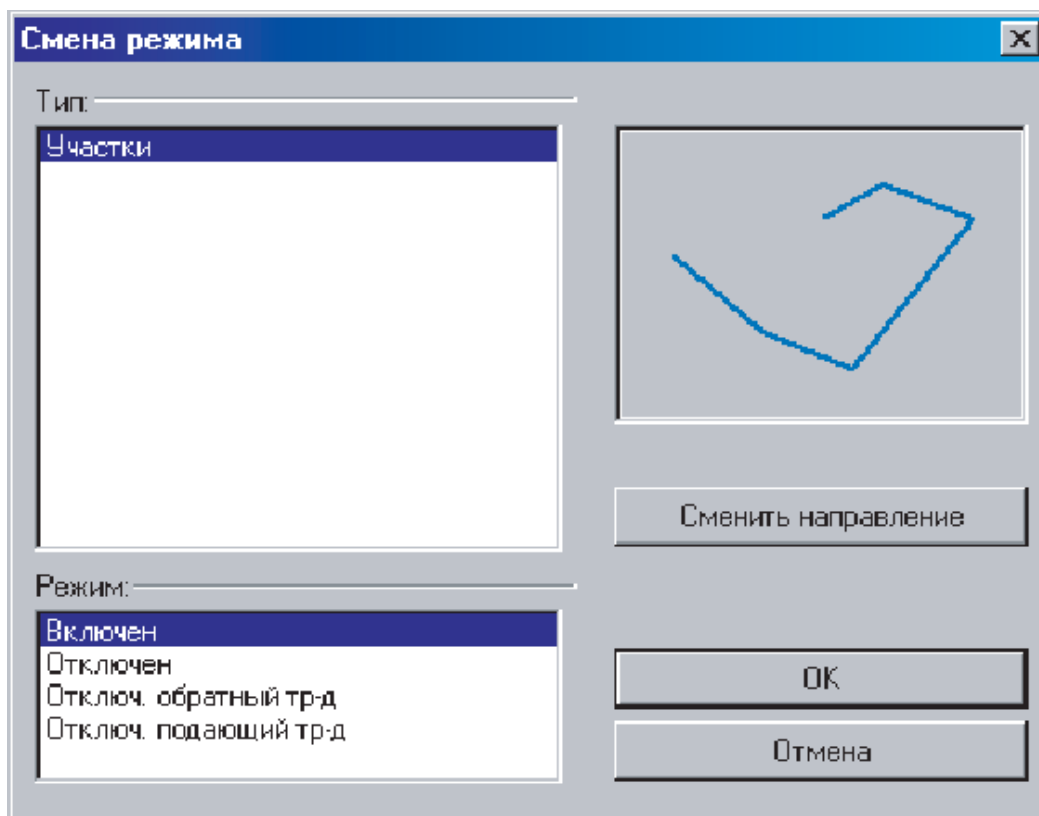 Смена режима
Тип:
Участки
Сменить направление
Режим:
Включен
Отключен
Отключ. обратный тр-д
Отключ. подающий тр-д
OK
Отмена